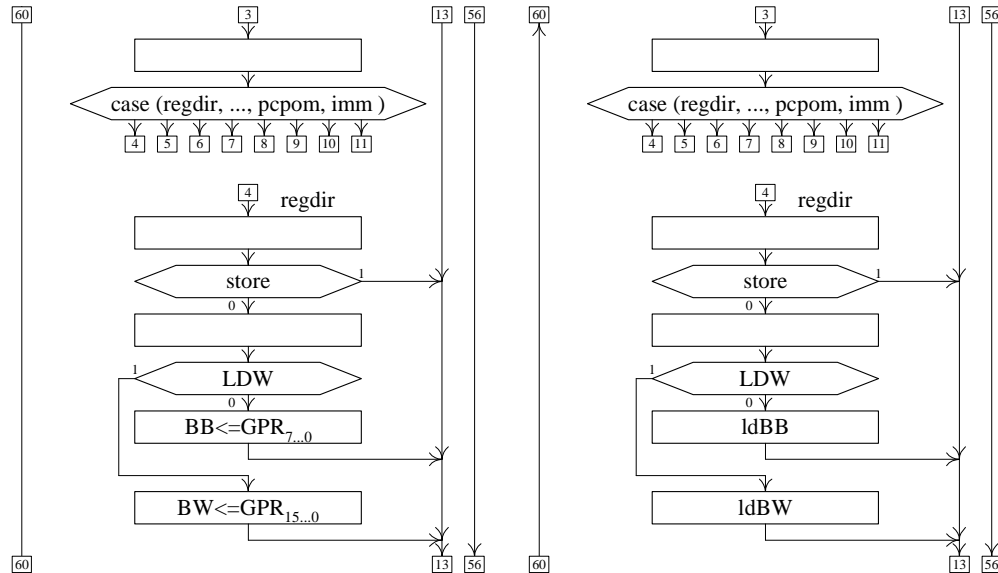 60 3 13 56 60 3 13 56
case (regdir, ..., pcpom, imm ) case (regdir, ..., pcpom, imm )
4 5 6 7 8 9 10 11 4 5 6 7 8 9 10 11
4 regdir 4 regdir
store 1 store 1
0 0
1 LDW 1 LDW
0 0
BB<=GPR7...0 ldBB
BW<=GPR15...0 ldBW
60 13 56 60 13 56